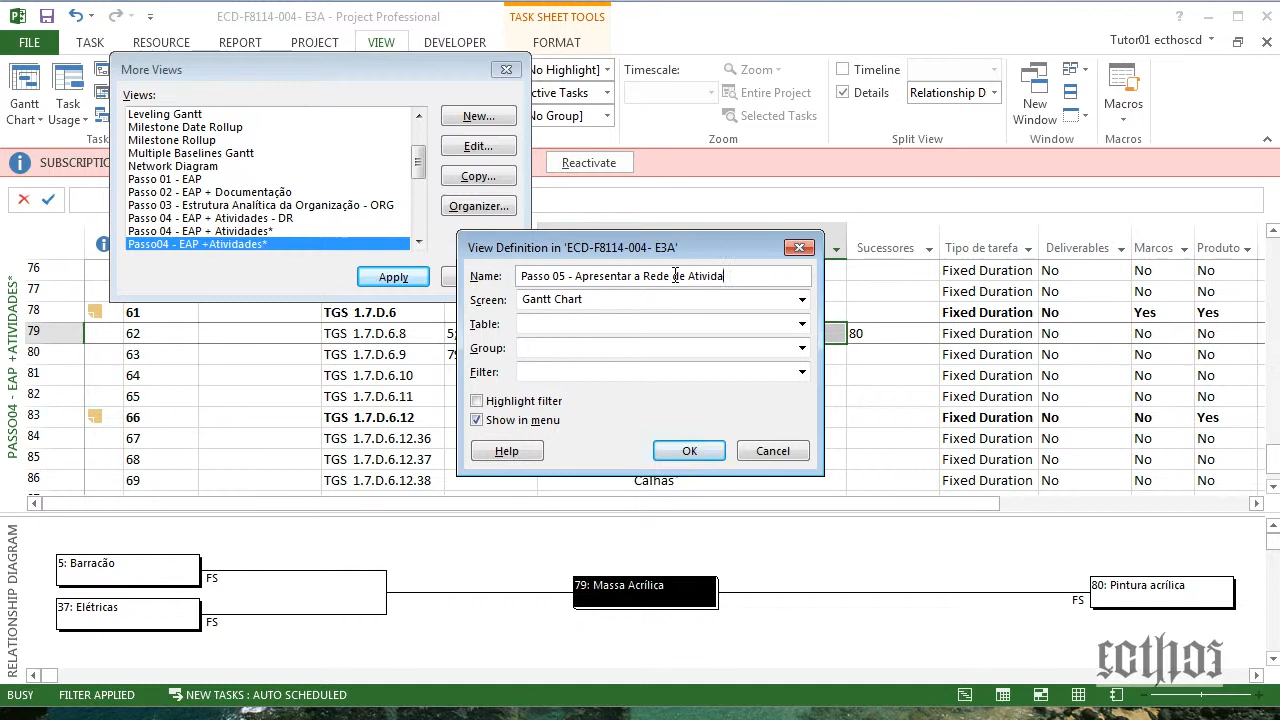 ECD-F8114-004- E3A - Project Professional
TASK SHEET TOOLS
FILE TASK RESOURCE REPORT PROJECT VIEW DEVELOPER FORMAT
Tutor01 ecthoscd
More Views
Views:
Leveling Gantt
Milestone Date Rollup
Milestone Rollup
Multiple Baselines Gantt
Network Diagram
Passo 01 - EAP
Passo 02 - EAP + Documentação
Passo 03 - Estrutura Analítica da Organização - ORG
Passo 04 - EAP + Atividades - DR
Passo 04 - EAP + Atividades*
Passo04 - EAP +Atividades*
New...
Edit...
Copy...
Organizer...
Apply
Gantt Chart
Task Usage
No Highlight]
ctive Tasks]
No Group]
Timescale:
Zoom
Entire Project
Selected Tasks
Zoom
Timeline
Details
Relationship D
Split View
New Window
Window
Macros
Macros
SUBSCRIPTIO
Reactivate
View Definition in 'ECD-F8114-004- E3A'
Name: Passo 05 - Apresentar a Rede de Ativida
Screen: Gantt Chart
Table:
Group:
Filter:
Highlight filter
Show in menu
Help OK Cancel
Sucessores Tipo de tarefa Deliverables Marcos Produto
76 Fixed Duration No No No
77 Fixed Duration No No No
78 61 TGS 1.7.D.6 Fixed Duration No Yes Yes
79 62 TGS 1.7.D.6.8 5; 80 Fixed Duration No No No
80 63 TGS 1.7.D.6.9 79 Fixed Duration No No No
82 64 TGS 1.7.D.6.10 Fixed Duration No No No
82 65 TGS 1.7.D.6.11 Fixed Duration No No No
83 66 TGS 1.7.D.6.12 Fixed Duration No No Yes
84 67 TGS 1.7.D.6.12.36 Fixed Duration No No No
85 68 TGS 1.7.D.6.12.37 Fixed Duration No No No
86 69 TGS 1.7.D.6.12.38 Calhas" Fixed Duration No No No
PASSO04 - EAP +ATIVIDADES*
RELATIONSHIP DIAGRAM
5: Barracão
FS
37: Elétricas
FS
79: Massa Acrílica
FS
80: Pintura acrílica
ecthos
BUSY FILTER APPLIED NEW TASKS : AUTO SCHEDULED